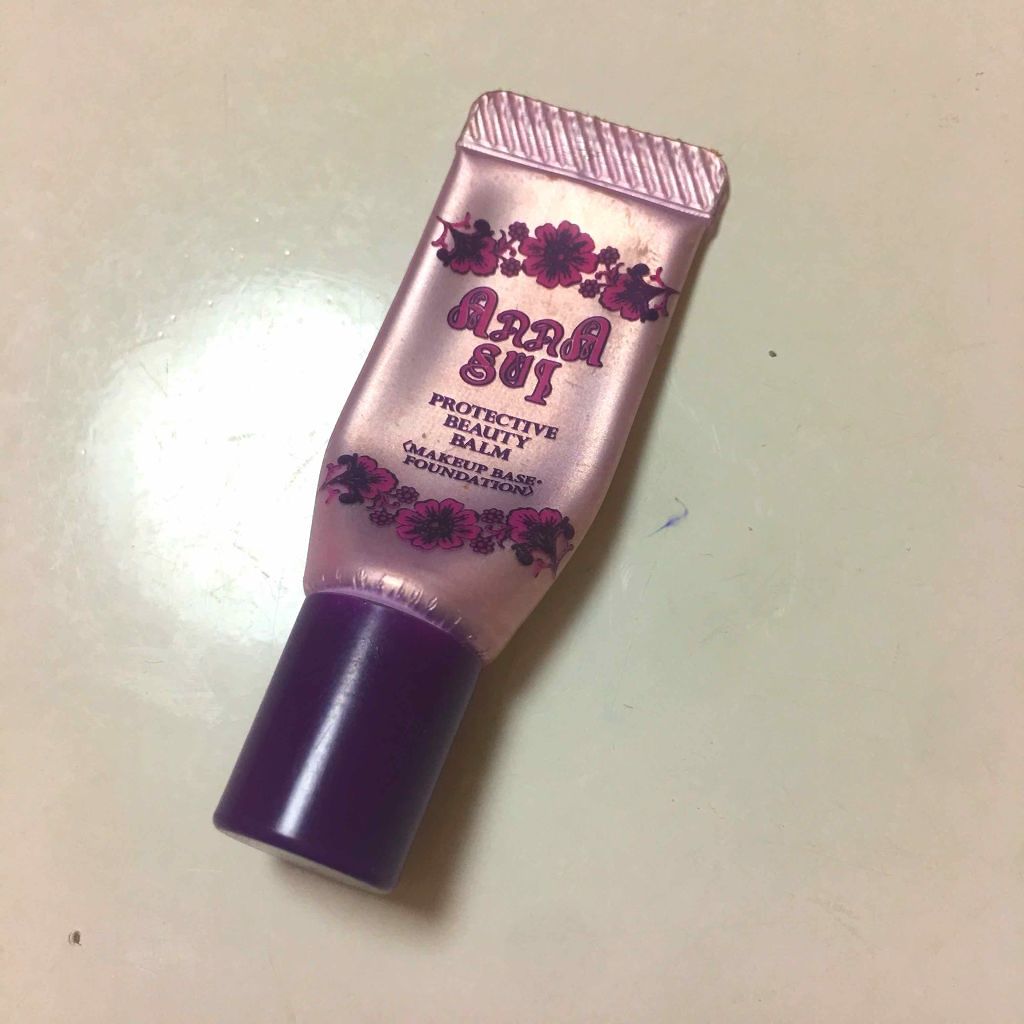 ANNA
SUI
PROTECTIVE
BEAUTY
BALM
〈MAKEUP BASE・
FOUNDATION〉